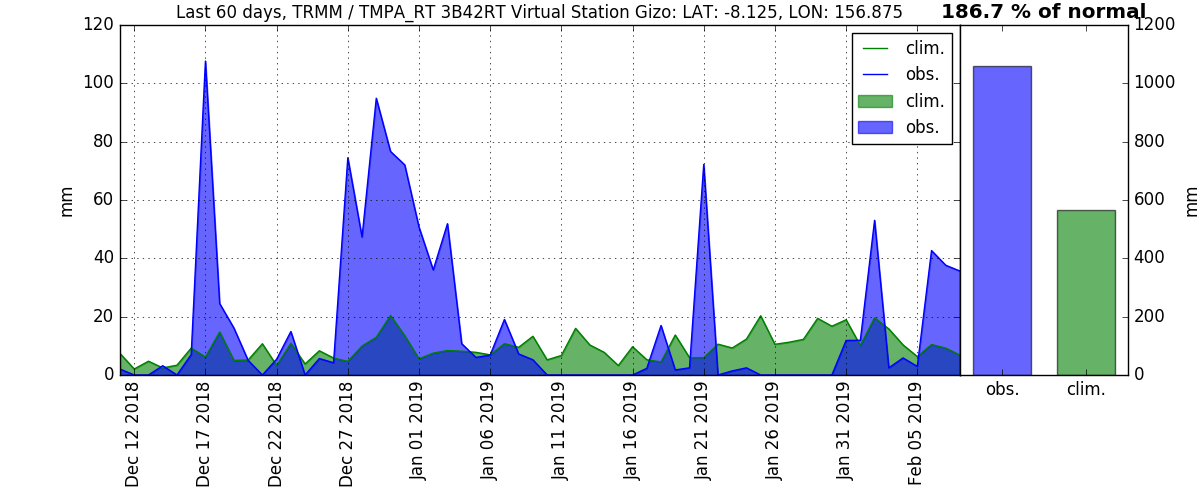 Last 60 days, TRMM / TMPA_RT 3B42RT Virtual Station Gizo: LAT: -8.125, LON: 156.875
186.7 % of normal
120
100
80
60
40
20
0
mm
clim.
obs.
clim.
obs.
1200
1000
800
600
400
200
0
mm
Dec 12 2018
Dec 17 2018
Dec 22 2018
Dec 27 2018
Jan 01 2019
Jan 06 2019
Jan 11 2019
Jan 16 2019
Jan 21 2019
Jan 26 2019
Jan 31 2019
Feb 05 2019
obs.
clim.